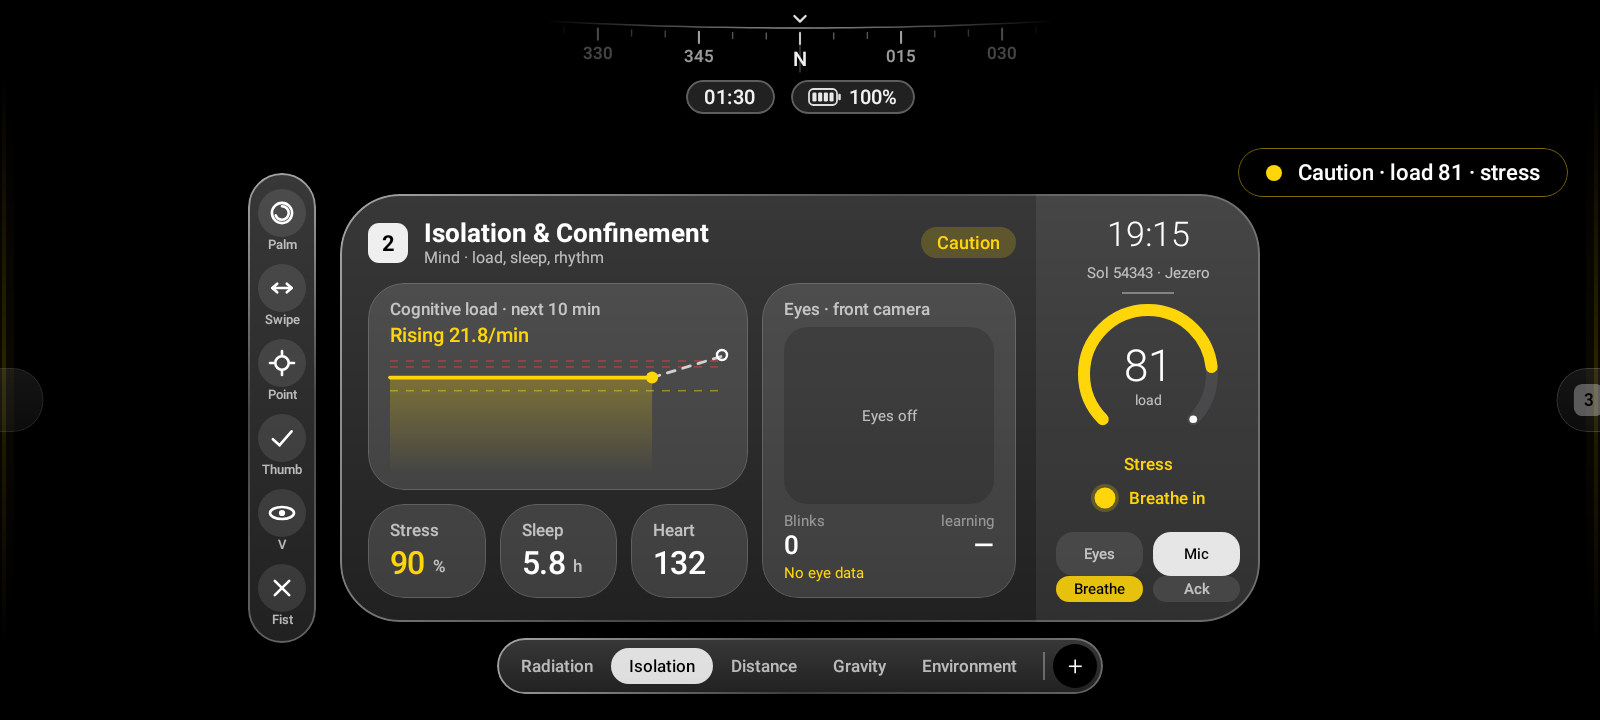 330
345
N
015
030
01:30
100%
Caution · load 81 · stress
Palm
Swipe
Point
Thumb
V
Fist
2
Isolation & Confinement
Mind · load, sleep, rhythm
Caution
Cognitive load · next 10 min
Rising 21.8/min
Stress
90 %
Sleep
5.8 h
Heart
132
Eyes · front camera
Eyes off
Blinks
learning
0
—
No eye data
19:15
Sol 54343 · Jezero
81
load
Stress
Breathe in
Eyes
Mic
Breathe
Ack
3
Radiation
Isolation
Distance
Gravity
Environment
+